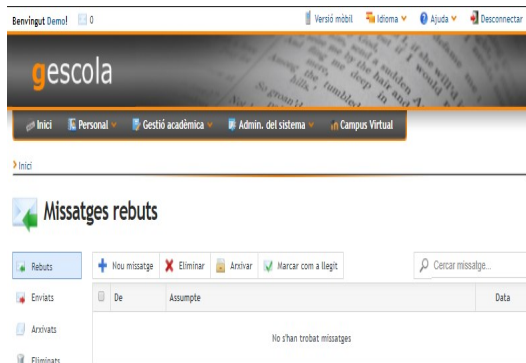 Benvingut Demo! 0 Versió mòbil Idioma Ajuda Desconnectar
gescola
Inici Personal Gestió acadèmica Admin. del sistema Campus Virtual
Inici
Missatges rebuts
Rebuts Nou missatge Eliminar Arxivar Marcar com a llegit Cercar missatge...
Enviats De Assumpte Data
Arxivats No s'han trobat missatges
Eliminats